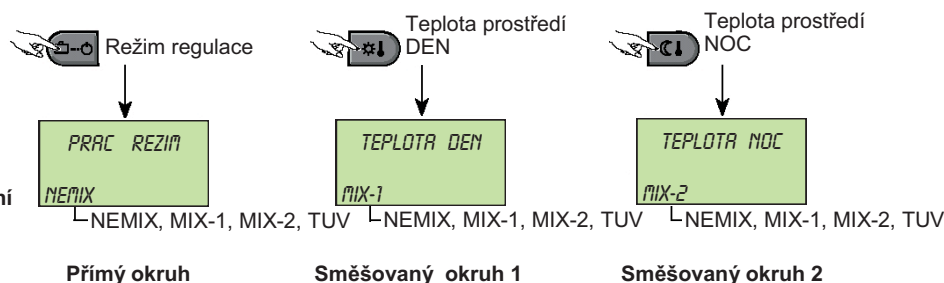 Režim regulace
Teplota prostředí
DEN
Teplota prostředí
NOC
PRAC REZIM
NEMIX
TEPLOTA DEN
MIX-1
TEPLOTA NOC
MIX-2
ní
NEMIX, MIX-1, MIX-2, TUV
NEMIX, MIX-1, MIX-2, TUV
NEMIX, MIX-1, MIX-2, TUV
Přímý okruh
Směšovaný okruh 1
Směšovaný okruh 2